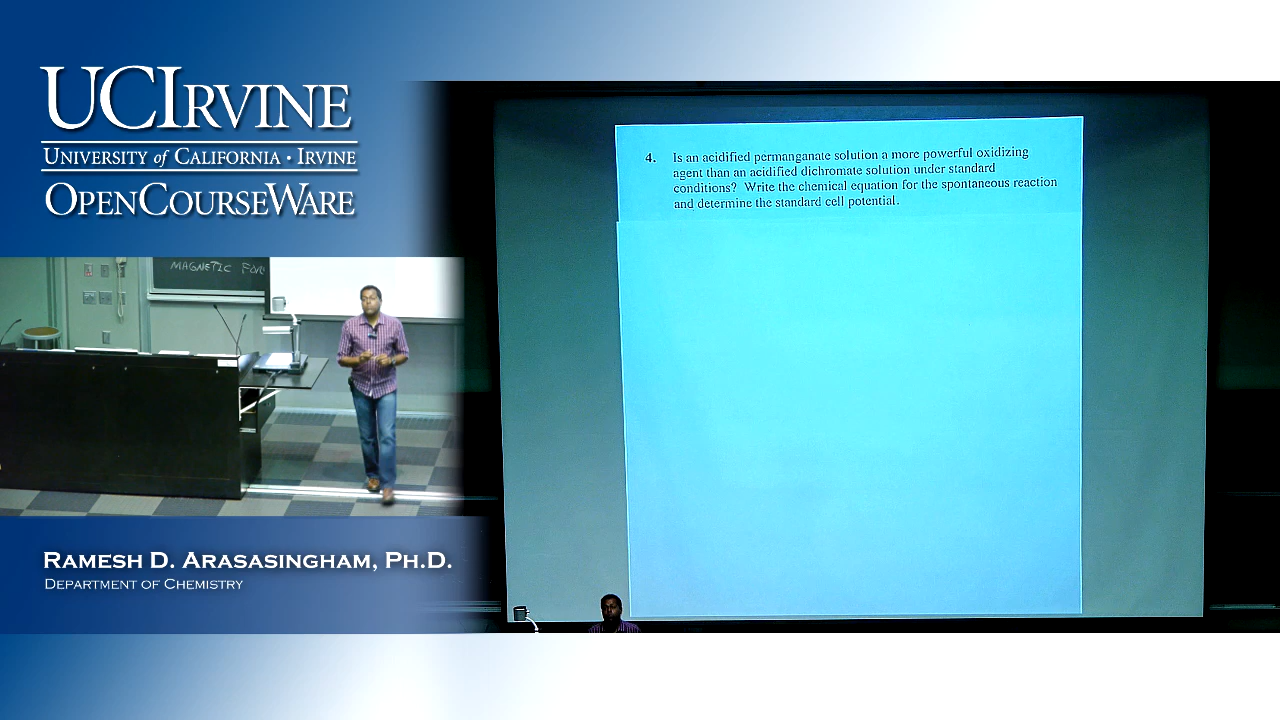 UCIRVINE
UNIVERSITY of CALIFORNIA · IRVINE
OPENCOURSEWARE
MAGNETIC
RAMESH D. ARASASINGHAM, PH.D.
DEPARTMENT OF CHEMISTRY
4. Is an acidified permanganate solution a more powerful oxidizing
agent than an acidified dichromate solution under standard
conditions? Write the chemical equation for the spontaneous reaction
and determine the standard cell potential.